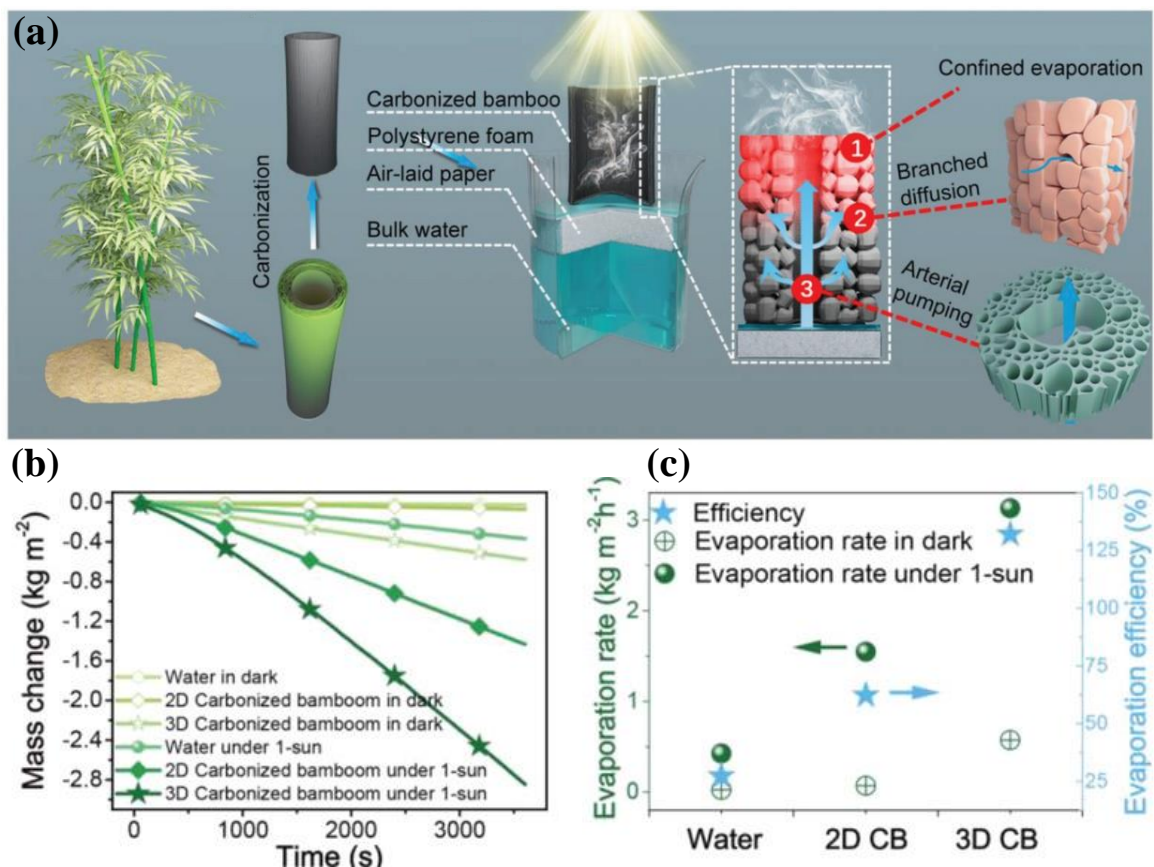 (a)
Carbonization
Carbonized bamboo
Polystyrene foam
Air-laid paper
Bulk water
1
2
3
Confined evaporation
Branched
diffusion
Arterial
pumping
(b)
Mass change (kg m-2)
0.0
-0.4
-0.8
-1.2
-1.6
-2.0
-2.4
-2.8
Water in dark
2D Carbonized bamboom in dark
3D Carbonized bamboom in dark
Water under 1-sun
2D Carbonized bamboom under 1-sun
3D Carbonized bamboom under 1-sun
0 1000 2000 3000
Time (s)
(c)
Evaporation rate (kg m-2h-1)
3
2
1
0
Efficiency
Evaporation rate in dark
Evaporation rate under 1-sun
Water 2D CB 3D CB
150
125
100
75
50
25
Evaporation efficiency (%)